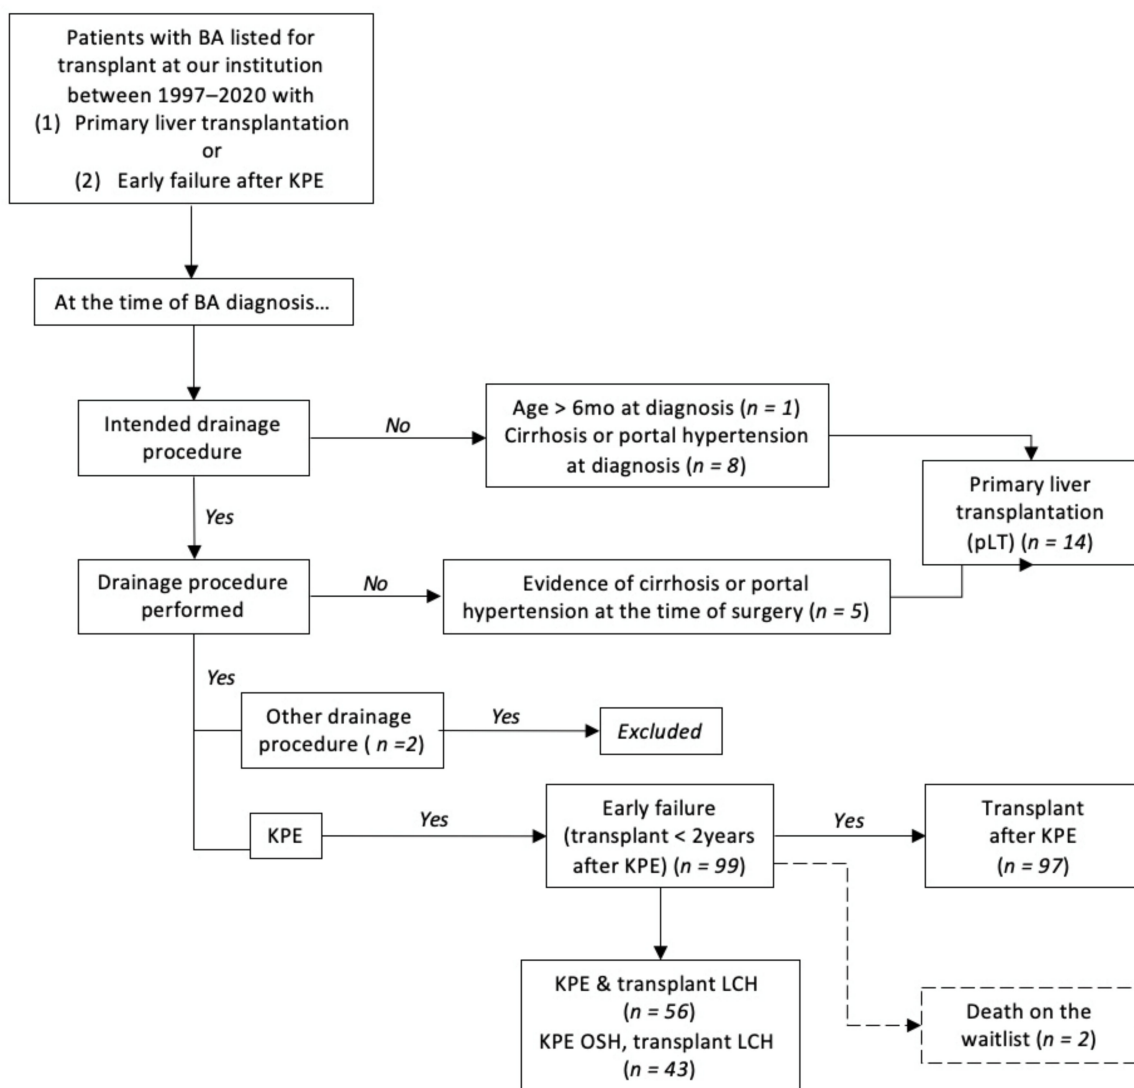 Patients with BA listed for
transplant at our institution
between 1997–2020 with
(1) Primary liver transplantation
or
(2) Early failure after KPE
At the time of BA diagnosis…
Intended drainage
procedure
No
Age > 6mo at diagnosis (n = 1)
Cirrhosis or portal hypertension
at diagnosis (n = 8)
Primary liver
transplantation
(pLT) (n = 14)
Yes
Drainage procedure
performed
No
Evidence of cirrhosis or portal
hypertension at the time of surgery (n = 5)
Yes
Other drainage
procedure ( n =2)
Yes
Excluded
KPE
Yes
Early failure
(transplant < 2years
after KPE) (n = 99)
Yes
Transplant
after KPE
(n = 97)
KPE & transplant LCH
(n = 56)
KPE OSH, transplant LCH
(n = 43)
Death on the
waitlist (n = 2)